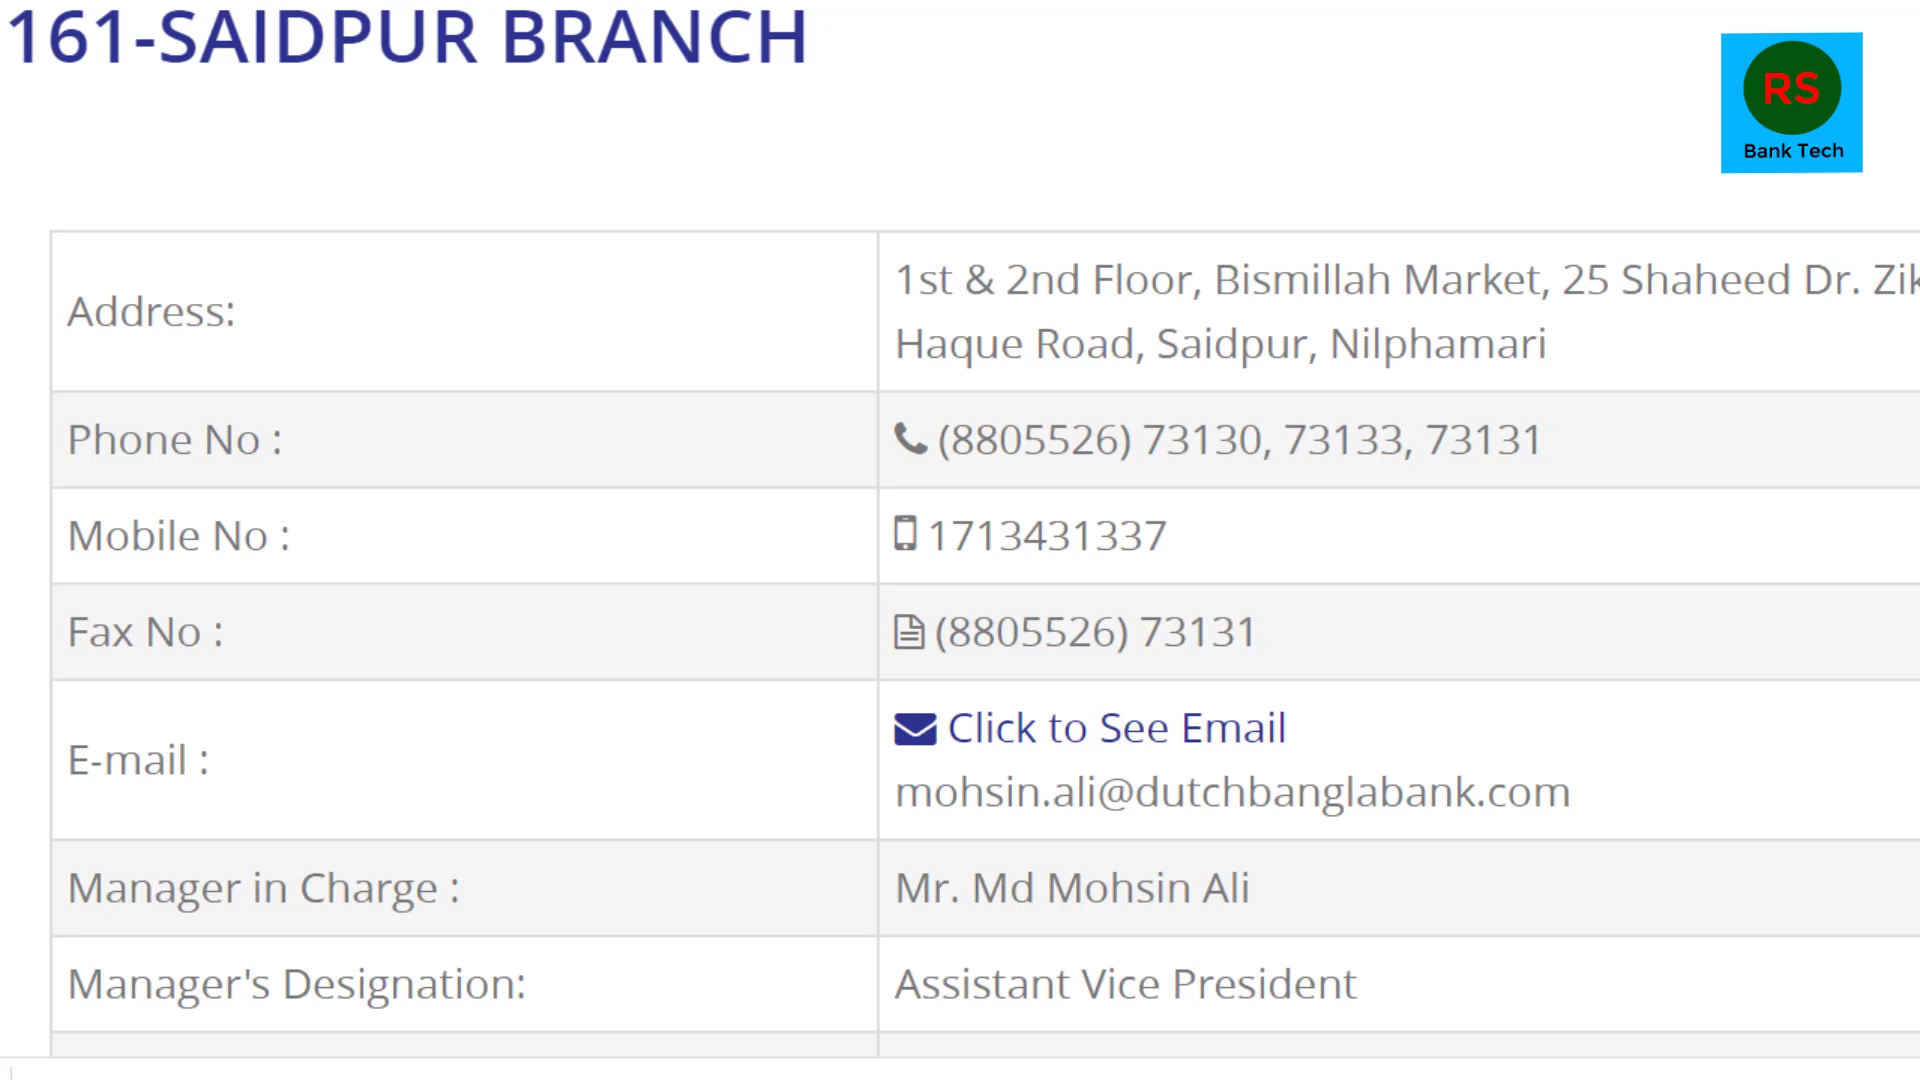 161-SAIDPUR BRANCH
RS
Bank Tech
Address:
1st & 2nd Floor, Bismillah Market, 25 Shaheed Dr.
Haque Road, Saidpur, Nilphamari
Phone No :
(8805526) 73130, 73133, 73131
Mobile No :
1713431337
Fax No :
(8805526) 73131
E-mail :
Click to See Email
mohsin.ali@dutchbanglabank.com
Manager in Charge :
Mr. Md Mohsin Ali
Manager's Designation:
Assistant Vice President